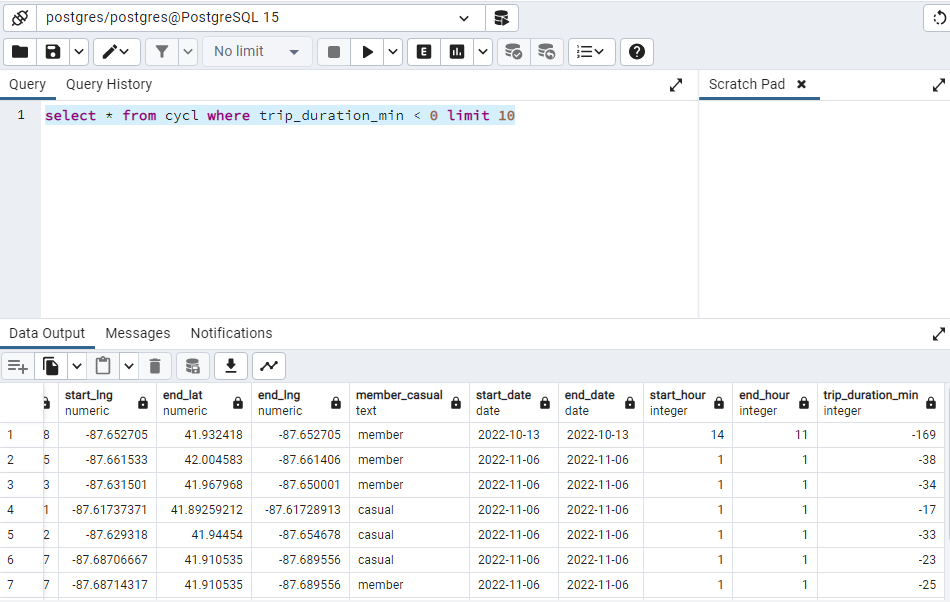 postgres/postgres@PostgreSQL 15
No limit
E
Query Query History
Scratch Pad
1 select * from cycl where trip_duration_min < 0 limit 10
Data Output Messages Notifications
start_lng end_lat end_lng member_casual start_date end_date start_hour end_hour trip_duration_min
numeric numeric numeric text date date integer integer integer
1 8 -87.652705 41.932418 -87.652705 member 2022-10-13 2022-10-13 14 11 -169
2 5 -87.661533 42.004583 -87.661406 member 2022-11-06 2022-11-06 1 1 -38
3 3 -87.631501 41.967968 -87.650001 member 2022-11-06 2022-11-06 1 1 -34
4 1 -87.61737371 41.89259212 -87.61728913 casual 2022-11-06 2022-11-06 1 1 -17
5 2 -87.629318 41.94454 -87.654678 casual 2022-11-06 2022-11-06 1 1 -33
6 7 -87.68706667 41.910535 -87.689556 casual 2022-11-06 2022-11-06 1 1 -23
7 7 -87.68714317 41.910535 -87.689556 member 2022-11-06 2022-11-06 1 1 -25